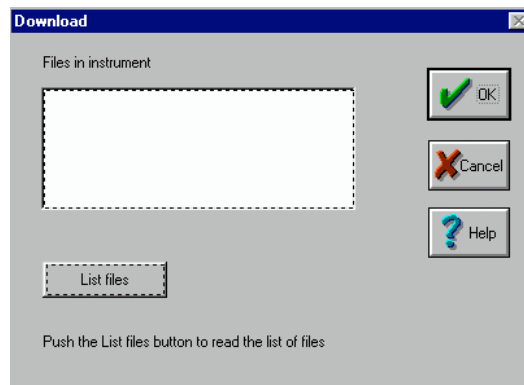 Download
Files in instrument
OK
Cancel
Help
List files
Push the List files button to read the list of files